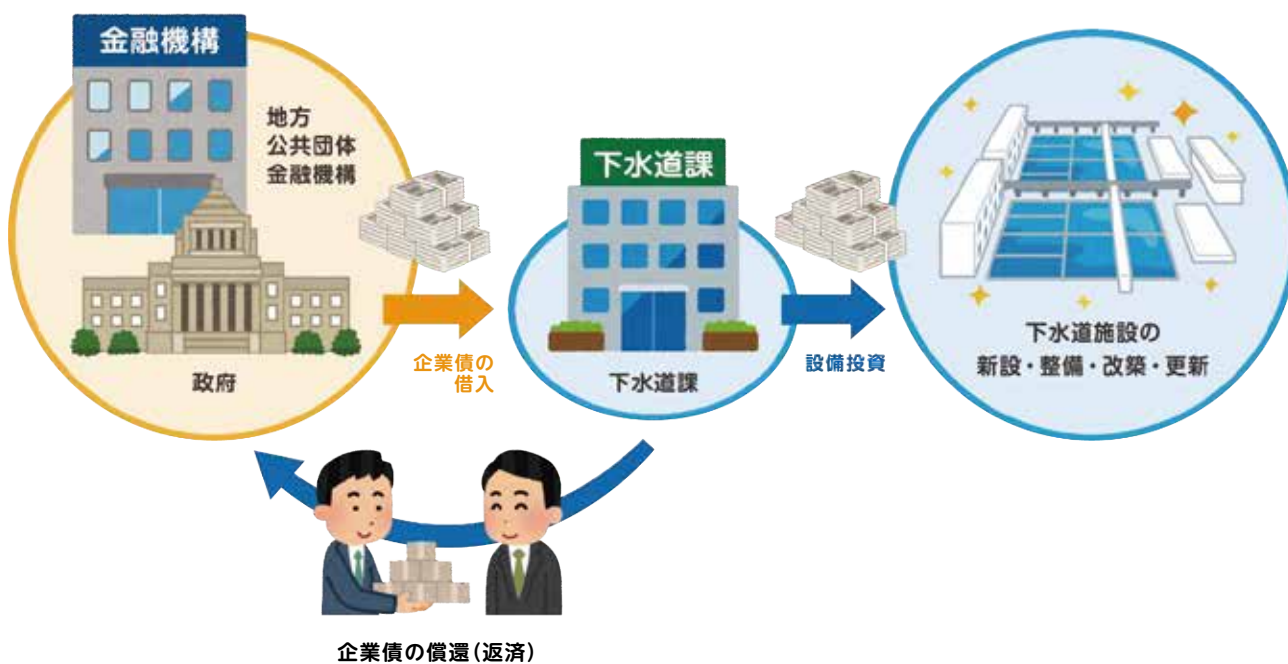 金融機構
地方
公共団体
金融機構
政府
企業債の
借入
下水道課
下水道課
設備投資
下水道施設の
新設・整備・改築・更新
企業債の償還(返済)